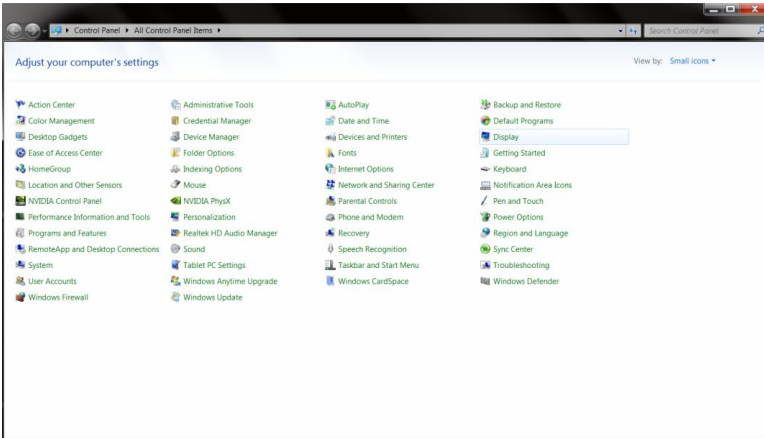 Control Panel ▸ All Control Panel Items ▸
Search Control Panel
Adjust your computer's settings
View by: Small icons
Action Center Administrative Tools AutoPlay Backup and Restore
Color Management Credential Manager Date and Time Default Programs
Desktop Gadgets Device Manager Devices and Printers Display
Ease of Access Center Folder Options Fonts Getting Started
HomeGroup Indexing Options Internet Options Keyboard
Location and Other Sensors Mouse Network and Sharing Center Notification Area Icons
NVIDIA Control Panel NVIDIA PhysX Parental Controls Pen and Touch
Performance Information and Tools Personalization Phone and Modem Power Options
Programs and Features Realtek HD Audio Manager Recovery Region and Language
RemoteApp and Desktop Connections Sound Speech Recognition Sync Center
System Tablet PC Settings Taskbar and Start Menu Troubleshooting
User Accounts Windows Anytime Upgrade Windows CardSpace Windows Defender
Windows Firewall Windows Update